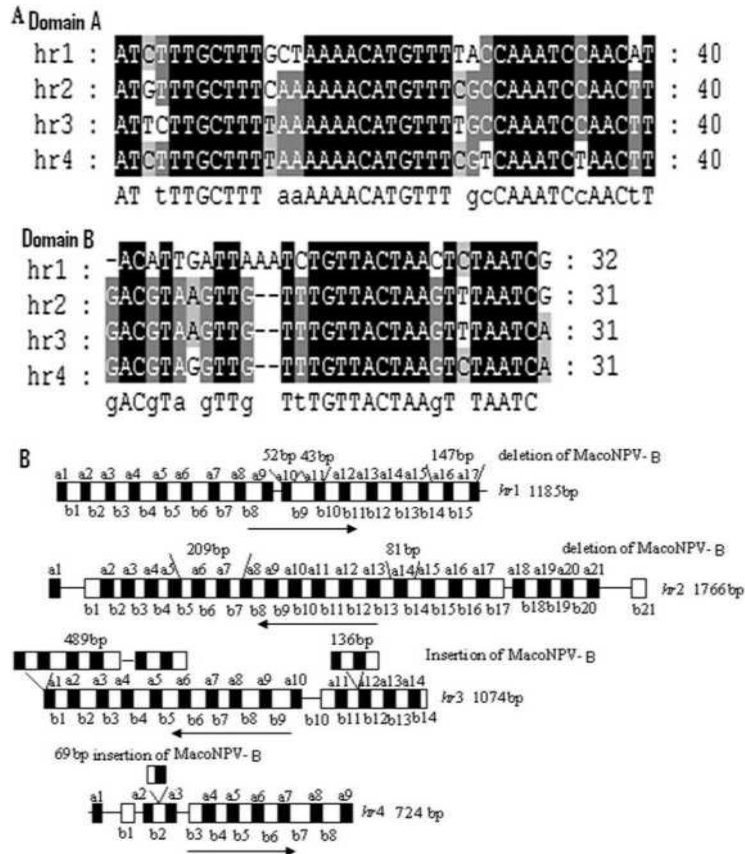 A Domain A
hr1 : ATCTTTGCTTTGCTAAAACATGTTTTACCAAATCCAACAT : 40
hr2 : ATGTTTGCTTTCAAAAAACATGTTTCGCCAAATCCAACTT : 40
hr3 : ATTCTTGCTTTTAAAAAACATGTTTTGCCAAATCCAACTT : 40
hr4 : ATCTTTGCTTTTAAAAAACATGTTTCGTCAAATCTAACTT : 40
AT tTTGCTTT aaAAAACATGTTT gcCAAATCcAACtT
Domain B
hr1 : -ACATTGATTAAATCTGTTACTAACTCTAATCG : 32
hr2 : GACGTAAGTTG--TTTGTTACTAAGTTTAATCG : 31
hr3 : GACGTAAGTTG--TTTGTTACTAAGTTTAATCA : 31
hr4 : GACGTAGGTTG--TTTGTTACTAAGTCTAATCA : 31
gACgTa gTTg TtTGTTACTAAgT TAATC
B
52bp 43bp 147bp deletion of MacoNPV-B
a1 a2 a3 a4 a5 a6 a7 a8 a9 a10 a11 a12 a13 a14 a15 a16 a17
hr1 1185bp
b1 b2 b3 b4 b5 b6 b7 b8 b9 b10 b11 b12 b13 b14 b15
209bp 81bp deletion of MacoNPV-B
a1 a2 a3 a4 a5 a6 a7 a8 a9 a10 a11 a12 a13 a14 a15 a16 a17 a18 a19 a20 a21
hr2 1766bp
b1 b2 b3 b4 b5 b6 b7 b8 b9 b10 b11 b12 b13 b14 b15 b16 b17 b18 b19 b20 b21
489bp 136bp Insertion of MacoNPV-B
a1 a2 a3 a4 a5 a6 a7 a8 a9 a10 a11 a12 a13 a14
hr3 1074bp
b1 b2 b3 b4 b5 b6 b7 b8 b9 b10 b11 b12 b13 b14
69bp insertion of MacoNPV-B
a1 a2 a3 a4 a5 a6 a7 a8 a9
hr4 724 bp
b1 b2 b3 b4 b5 b6 b7 b8